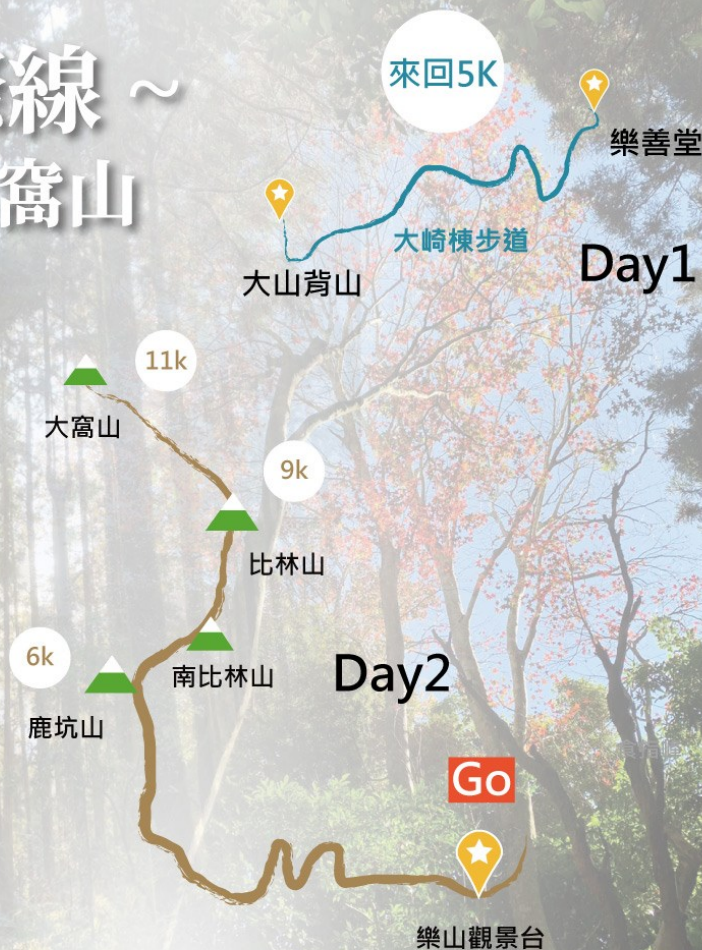 線～
窩山
來回5K
樂善堂
大崎棟步道
大山背山
Day1
11k
大窩山
9k
比林山
6k
南比林山
鹿坑山
Day2
Go
樂山觀景台